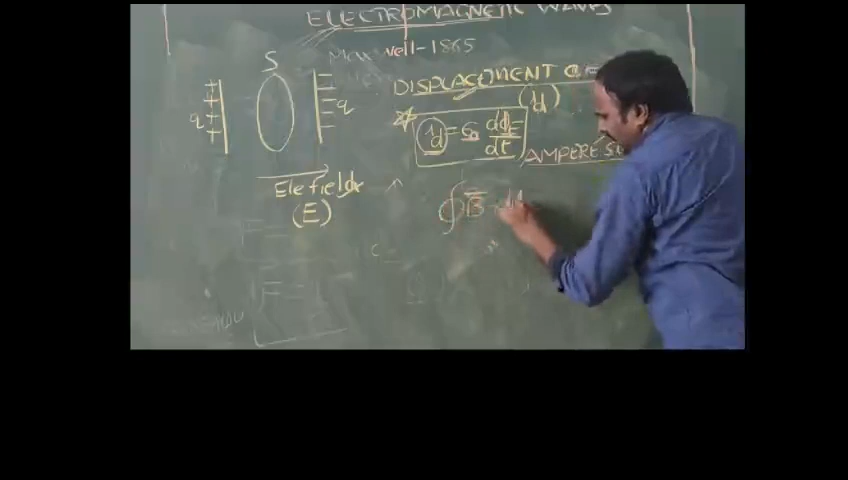 ELECTROMAGNETIC WAVES
Maxwell-1865
S
DISPLACEMENT
(id)
+ + + +
q
q
id = ε₀ dϕE/dt
AMPERE'S
Ele field
(E)
∮ B̅ · dl
F =